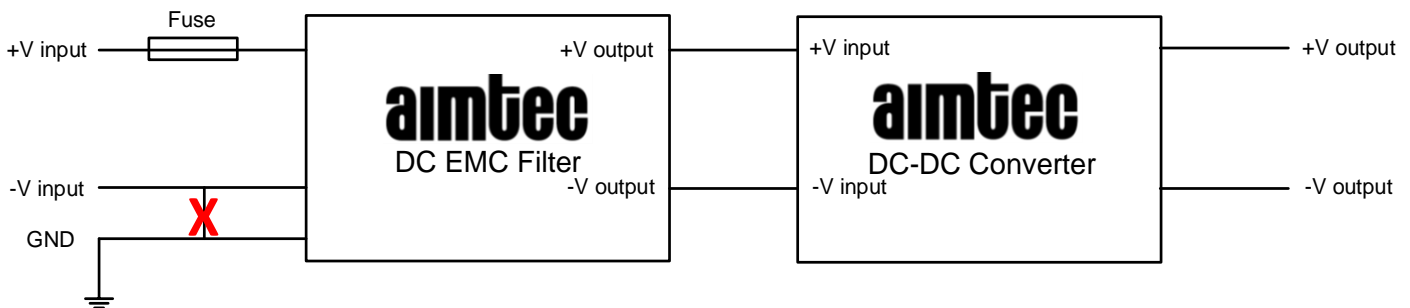 Fuse
+V input
+V output
+V input
+V output
aimtec
DC EMC Filter
aimtec
DC-DC Converter
-V input
-V output
-V input
-V output
X
GND